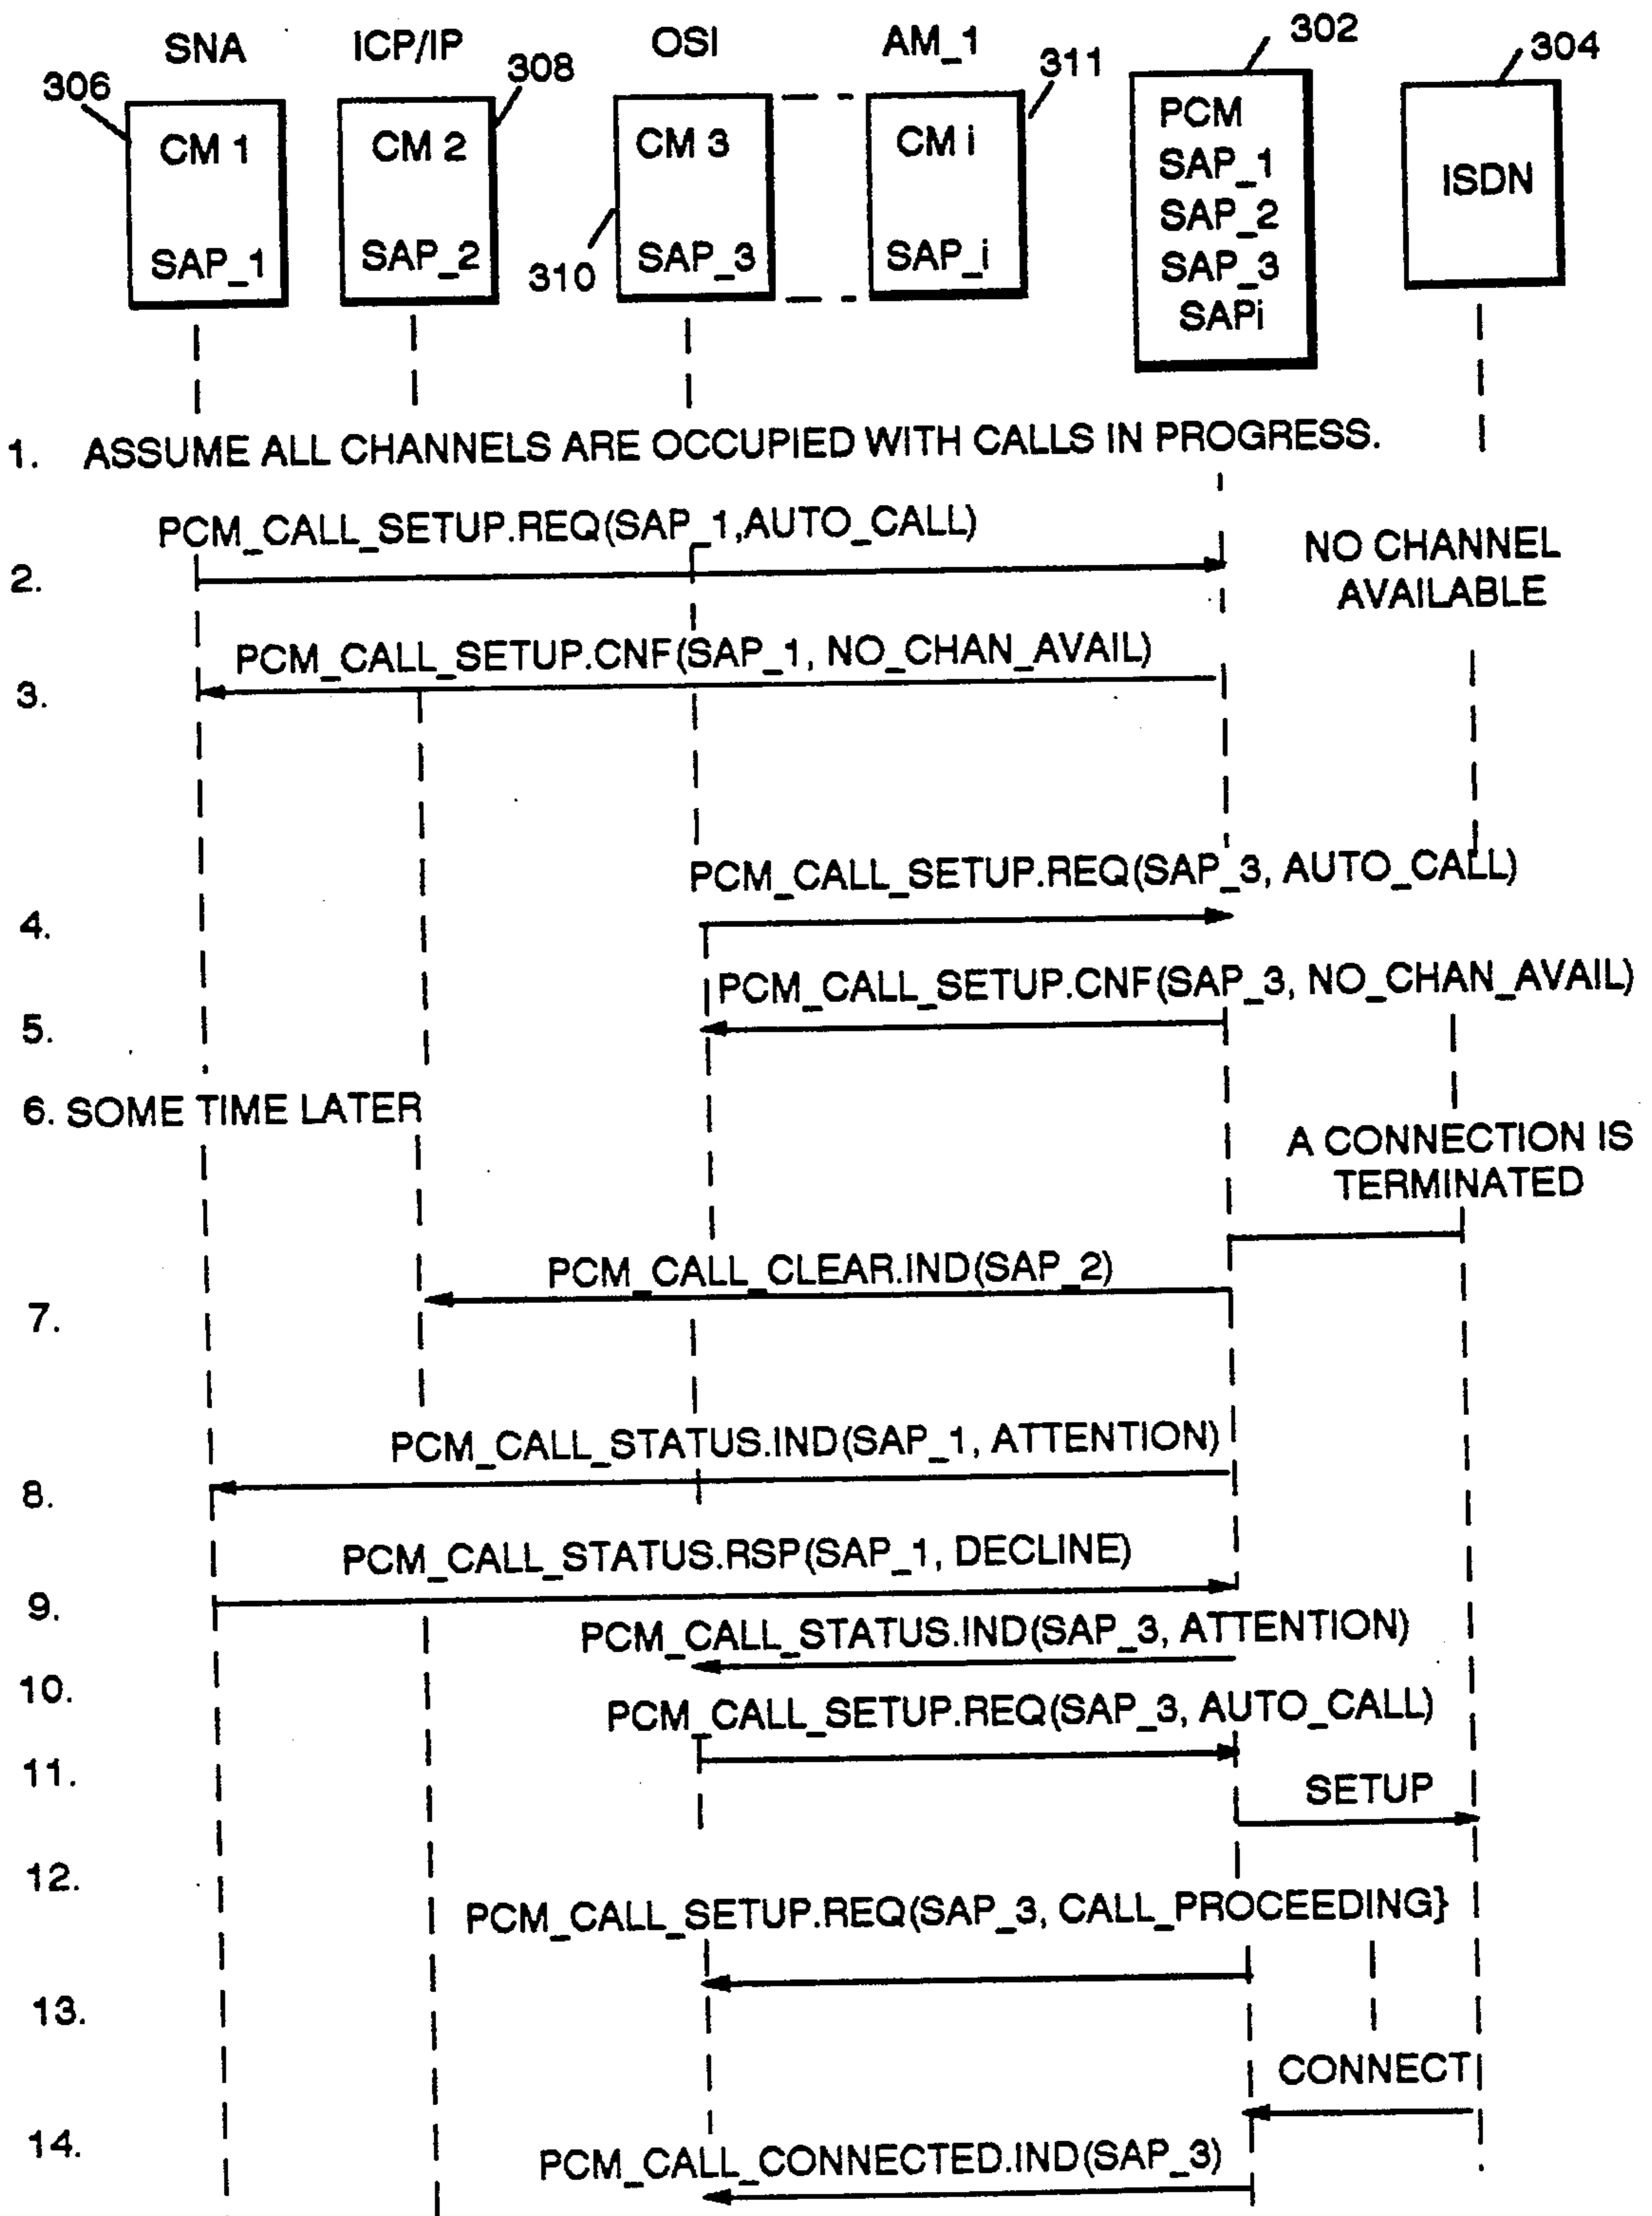 SNA ICP/IP OSI AM_1 302 304
306 308 311
CM 1
SAP_1
CM 2
SAP_2
CM 3
SAP_3
310
CM i
SAP_i
PCM
SAP_1
SAP_2
SAP_3
SAPi
ISDN
1. ASSUME ALL CHANNELS ARE OCCUPIED WITH CALLS IN PROGRESS.
PCM_CALL_SETUP.REQ(SAP_1,AUTO_CALL)
2.
NO CHANNEL
AVAILABLE
PCM_CALL_SETUP.CNF(SAP_1, NO_CHAN_AVAIL)
3.
PCM_CALL_SETUP.REQ(SAP_3, AUTO_CALL)
4.
PCM_CALL_SETUP.CNF(SAP_3, NO_CHAN_AVAIL)
5.
6. SOME TIME LATER
A CONNECTION IS
TERMINATED
PCM_CALL_CLEAR.IND(SAP_2)
7.
PCM_CALL_STATUS.IND(SAP_1, ATTENTION)
8.
PCM_CALL_STATUS.RSP(SAP_1, DECLINE)
9.
PCM_CALL_STATUS.IND(SAP_3, ATTENTION)
10.
PCM_CALL_SETUP.REQ(SAP_3, AUTO_CALL)
11.
SETUP
12.
PCM_CALL_SETUP.REQ(SAP_3, CALL_PROCEEDING}
13.
CONNECT
14.
PCM_CALL_CONNECTED.IND(SAP_3)